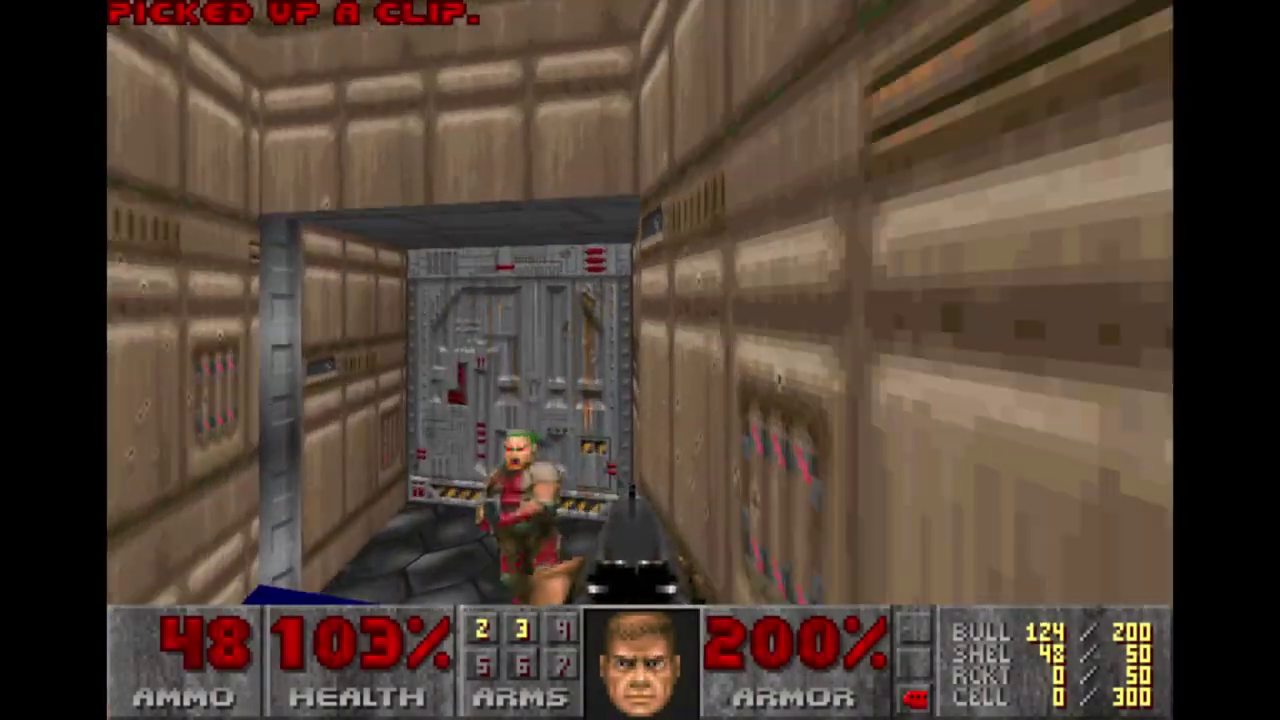 PICKED UP A CLIP.
48 103% 2 3 4 200% BULL 124 / 200
5 6 7 SHEL 48 / 50
RCKT 0 / 50
AMMO HEALTH ARMS ARMOR CELL 0 / 300